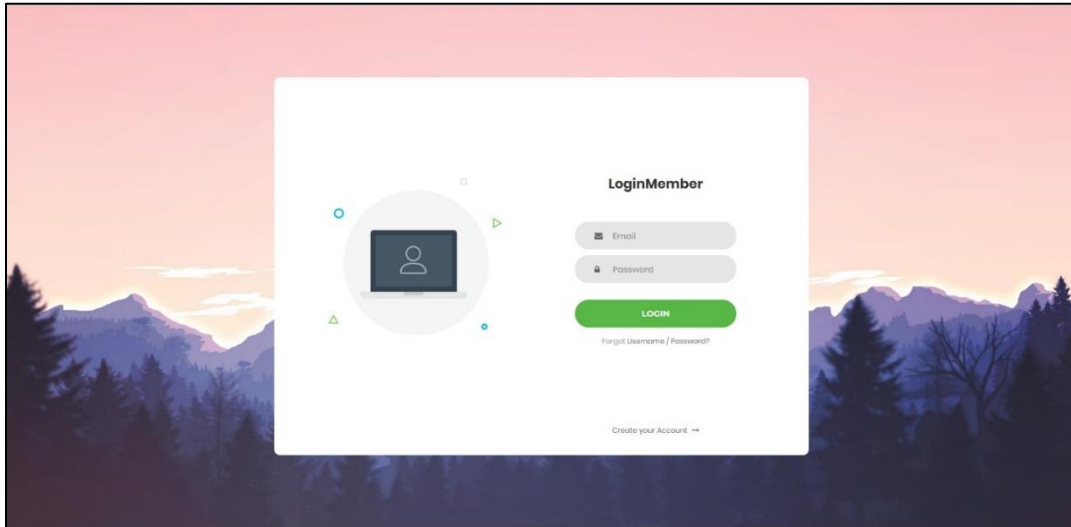 LoginMember
Email
Password
LOGIN
Forgot Username / Password?
Create your Account →